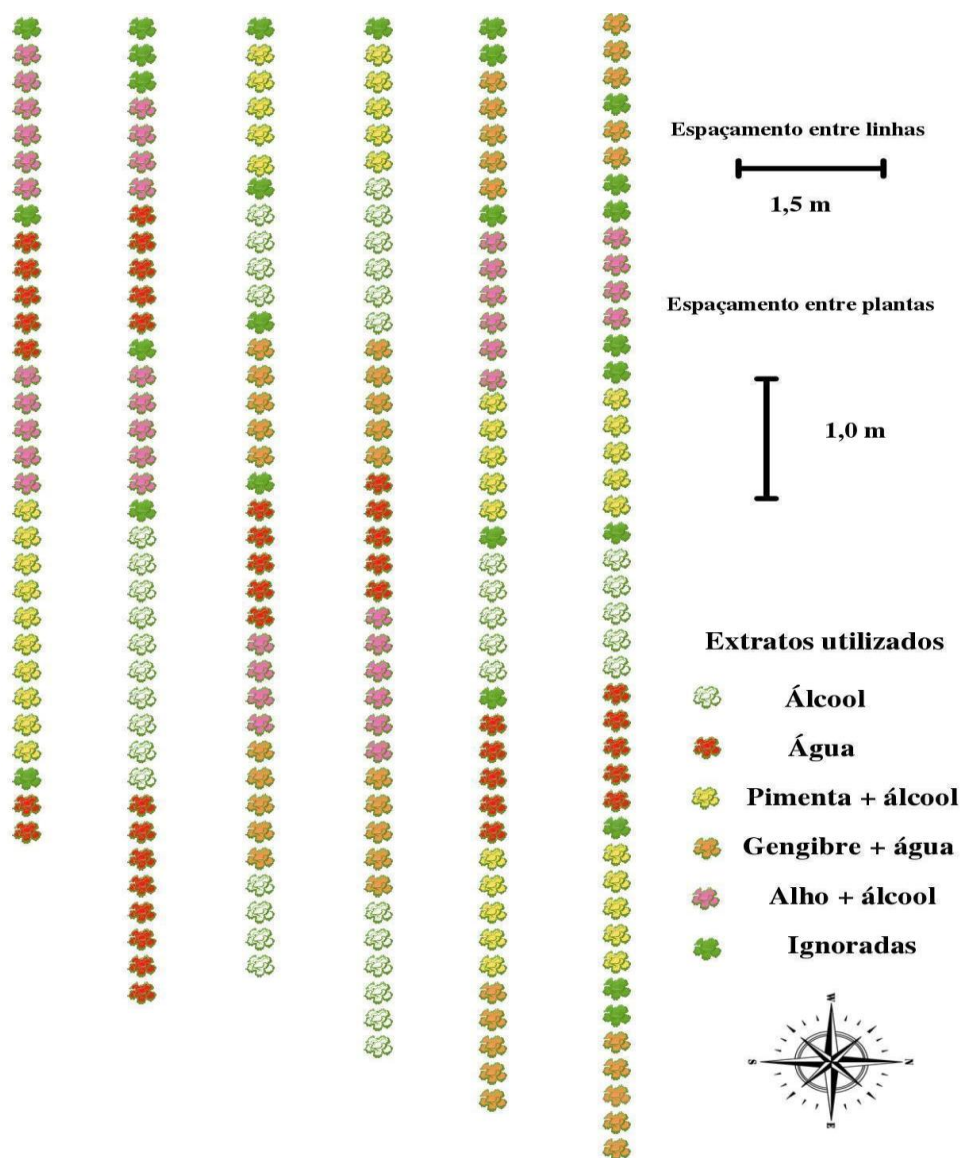 Espaçamento entre linhas
1,5 m
Espaçamento entre plantas
1,0 m
Extratos utilizados
Álcool
Água
Pimenta + álcool
Gengibre + água
Alho + álcool
Ignoradas
W
S
N
E